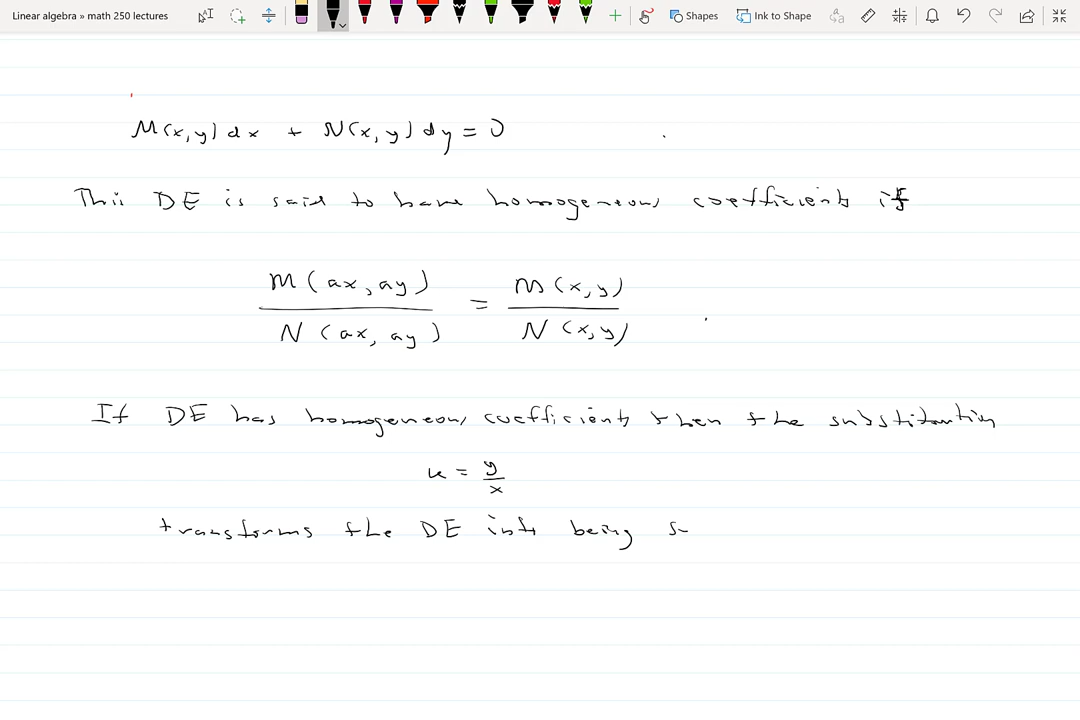 Linear algebra » math 250 lectures
Shapes
Ink to Shape
M(x,y) dx + N(x,y) dy = 0
This DE is said to have homogeneous coefficients if
M(ax, ay) / N(ax, ay) = M(x,y) / N(x,y)
If DE has homogeneous coefficients then the substitution
u = y/x
transforms the DE into being s